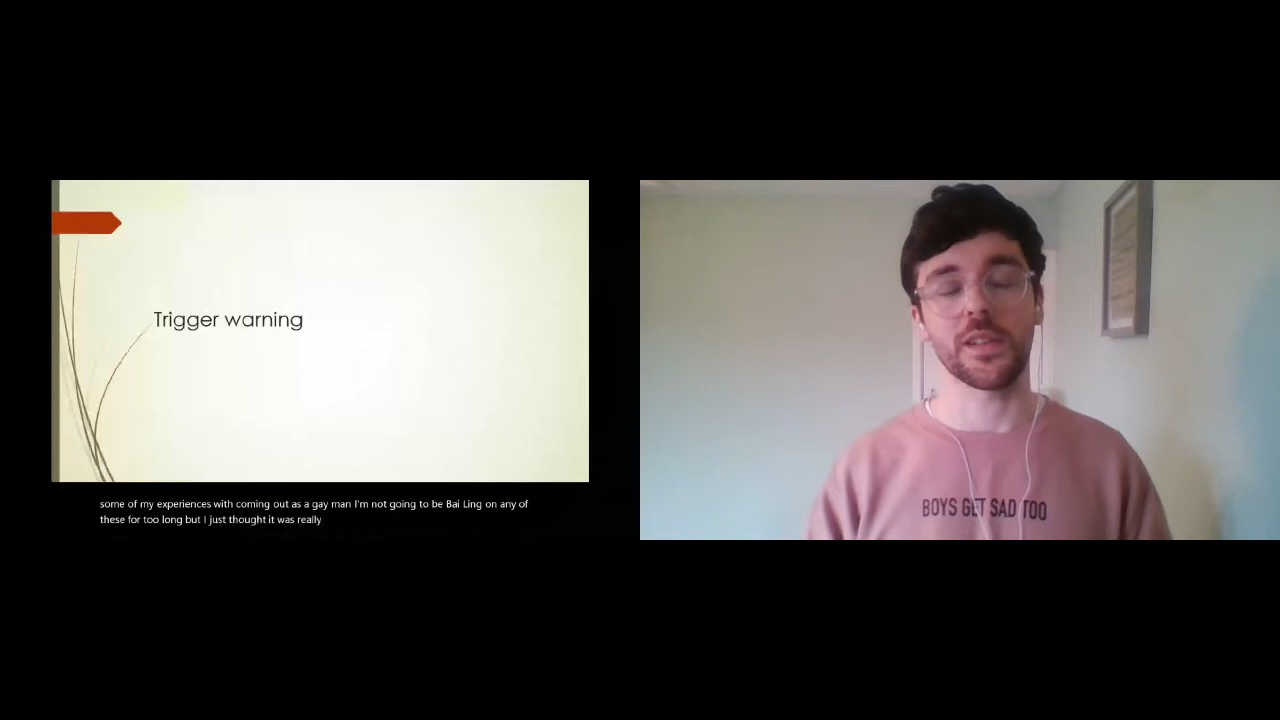 Trigger warning
some of my experiences with coming out as a gay man I'm not going to be Bai Ling on any of
these for too long but I just thought it was really
BOYS GET SAD TOO